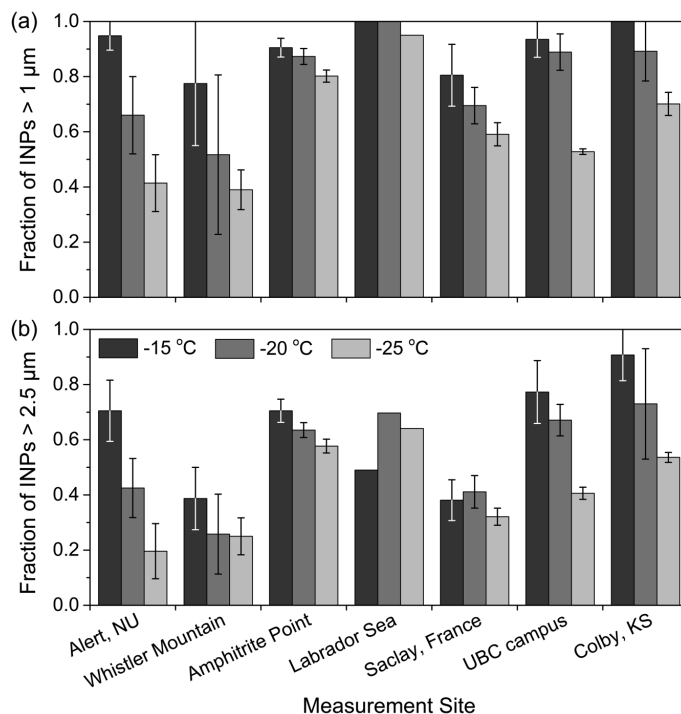 (a)
Fraction of INPs > 1 μm
1.0
0.8
0.6
0.4
0.2
0.0
(b)
Fraction of INPs > 2.5 μm
1.0
0.8
0.6
0.4
0.2
0.0
-15 °C
-20 °C
-25 °C
Alert, NU
Whistler Mountain
Amphitrite Point
Labrador Sea
Saclay, France
UBC campus
Colby, KS
Measurement Site